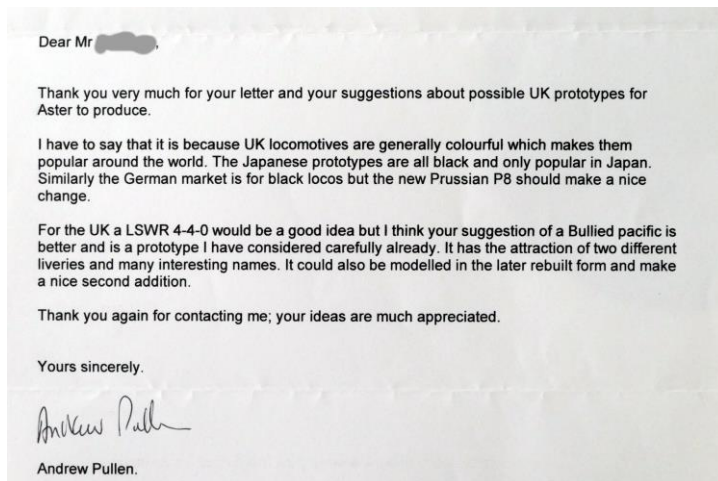 Dear Mr ,
Thank you very much for your letter and your suggestions about possible UK prototypes for
Aster to produce.
I have to say that it is because UK locomotives are generally colourful which makes them
popular around the world. The Japanese prototypes are all black and only popular in Japan.
Similarly the German market is for black locos but the new Prussian P8 should make a nice
change.
For the UK a LSWR 4-4-0 would be a good idea but I think your suggestion of a Bullied pacific is
better and is a prototype I have considered carefully already. It has the attraction of two different
liveries and many interesting names. It could also be modelled in the later rebuilt form and make
a nice second addition.
Thank you again for contacting me; your ideas are much appreciated.
Yours sincerely.
Andrew Pullen
Andrew Pullen.